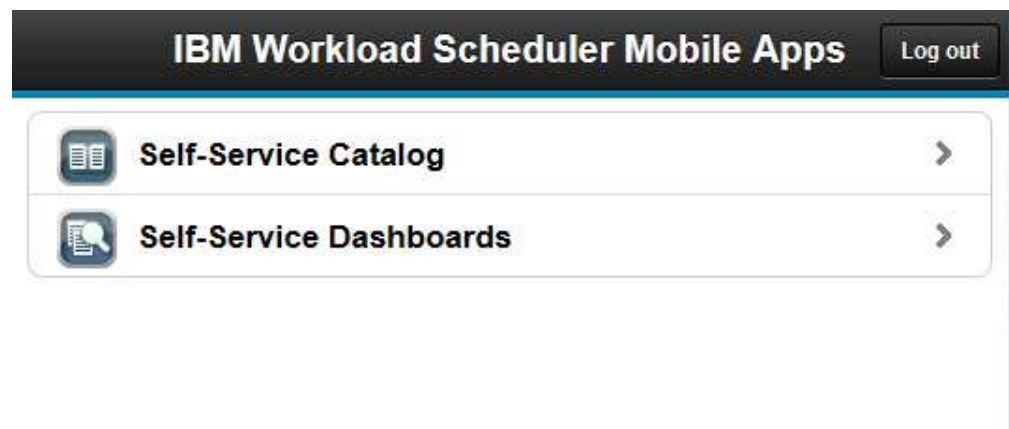 IBM Workload Scheduler Mobile Apps Log out
Self-Service Catalog
Self-Service Dashboards